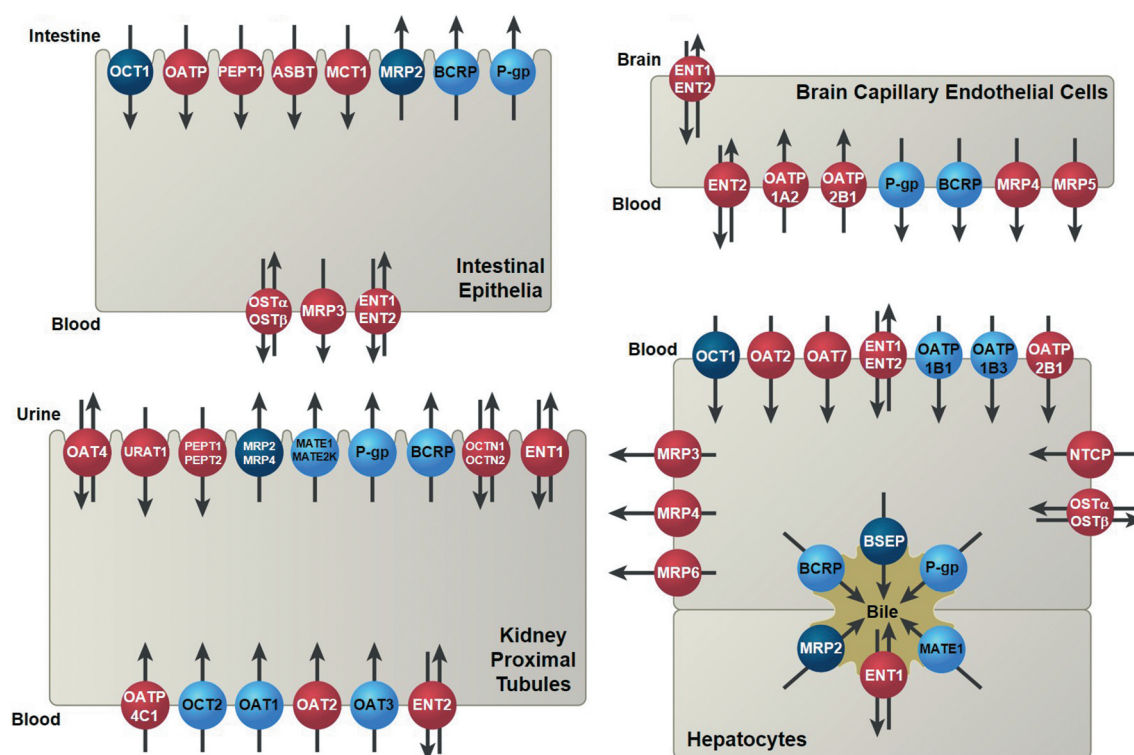 Intestine
OCT1
OATP
PEPT1
ASBT
MCT1
MRP2
BCRP
P-gp
Intestinal
Epithelia
Blood
OSTα
OSTβ
MRP3
ENT1
ENT2
Brain
ENT1
ENT2
Brain Capillary Endothelial Cells
Blood
ENT2
OATP
1A2
OATP
2B1
P-gp
BCRP
MRP4
MRP5
Urine
OAT4
URAT1
PEPT1
PEPT2
MRP2
MRP4
MATE1
MATE2K
P-gp
BCRP
OCTN1
OCTN2
ENT1
Kidney
Proximal
Tubules
Blood
OATP
4C1
OCT2
OAT1
OAT2
OAT3
ENT2
Blood
OCT1
OAT2
OAT7
ENT1
ENT2
OATP
1B1
OATP
1B3
OATP
2B1
MRP3
MRP4
MRP6
NTCP
OSTα
OSTβ
BSEP
BCRP
P-gp
Bile
MRP2
MATE1
ENT1
Hepatocytes